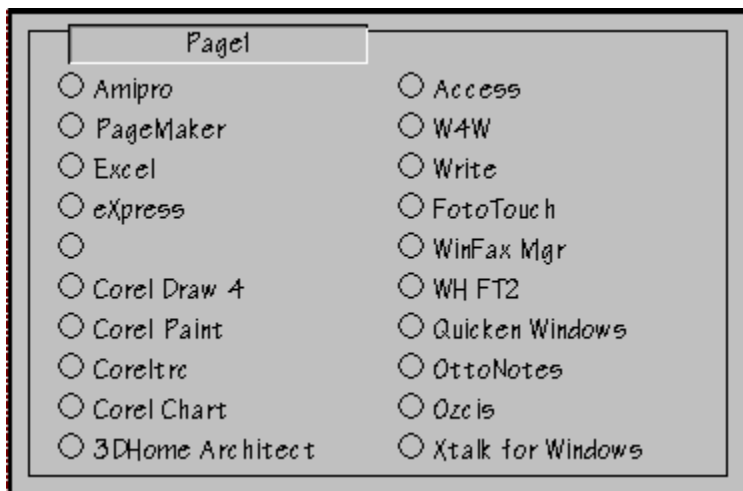 Page1
Amipro
PageMaker
Excel
eXpress
Corel Draw 4
Corel Paint
Coreltrc
Corel Chart
3DHome Architect
Access
W4W
Write
FotoTouch
WinFax Mgr
WH FT2
Quicken Windows
OttoNotes
Ozcis
Xtalk for Windows